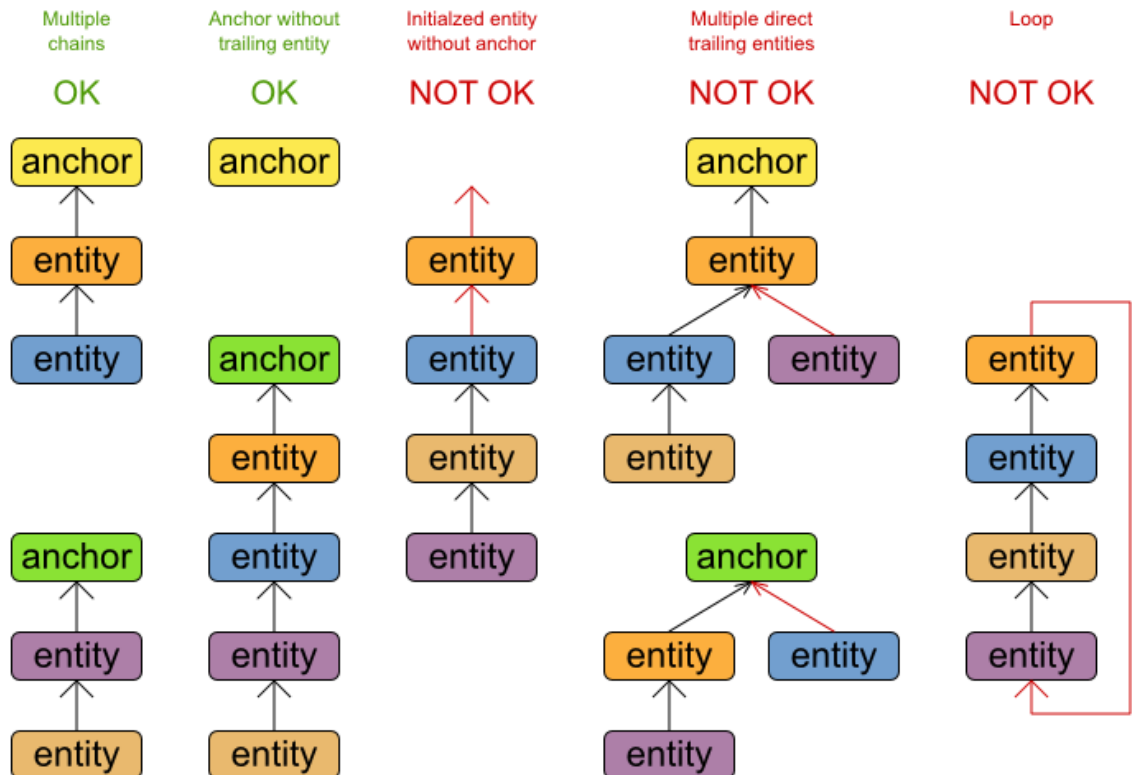 Multiple
chains
OK
anchor
entity
entity
anchor
entity
entity
Anchor without
trailing entity
OK
anchor
anchor
entity
entity
entity
entity
Initialzed entity
without anchor
NOT OK
entity
entity
entity
entity
Multiple direct
trailing entities
NOT OK
anchor
entity
entity
entity
entity
anchor
entity
entity
entity
Loop
NOT OK
entity
entity
entity
entity